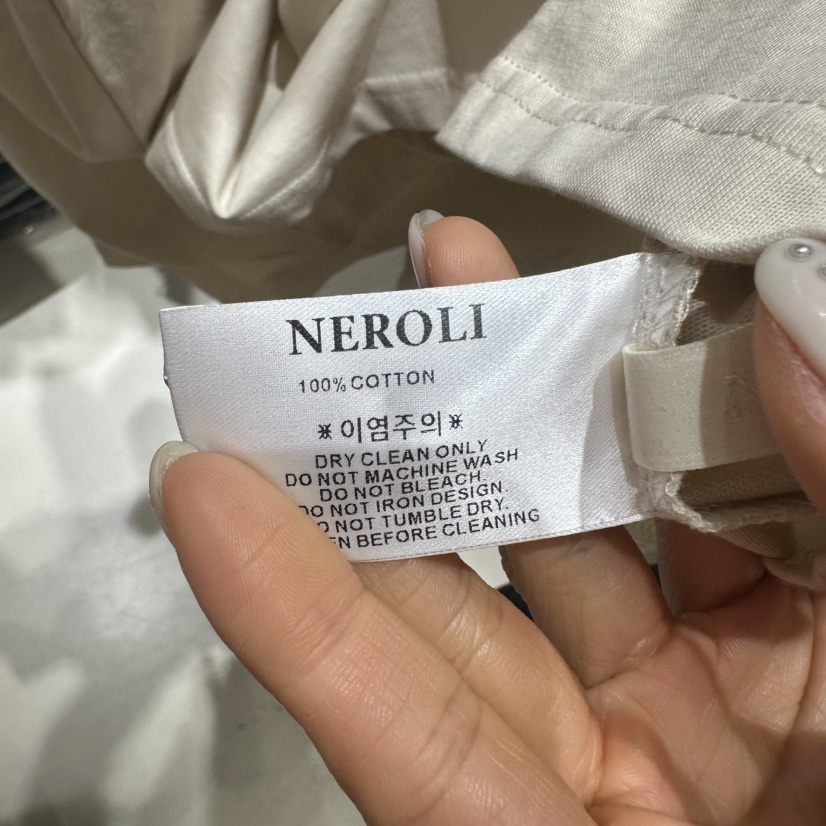 NEROLI
100% COTTON
※이염주의※
DRY CLEAN ONLY
DO NOT MACHINE WASH
DO NOT BLEACH.
DO NOT IRON DESIGN.
NOT TUMBLE DRY.
BEFORE CLEANING